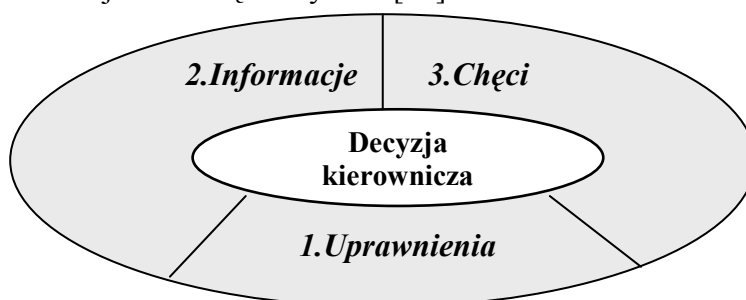 2.Informacje
3.Chęci
Decyzja
kierownicza
1.Uprawnienia